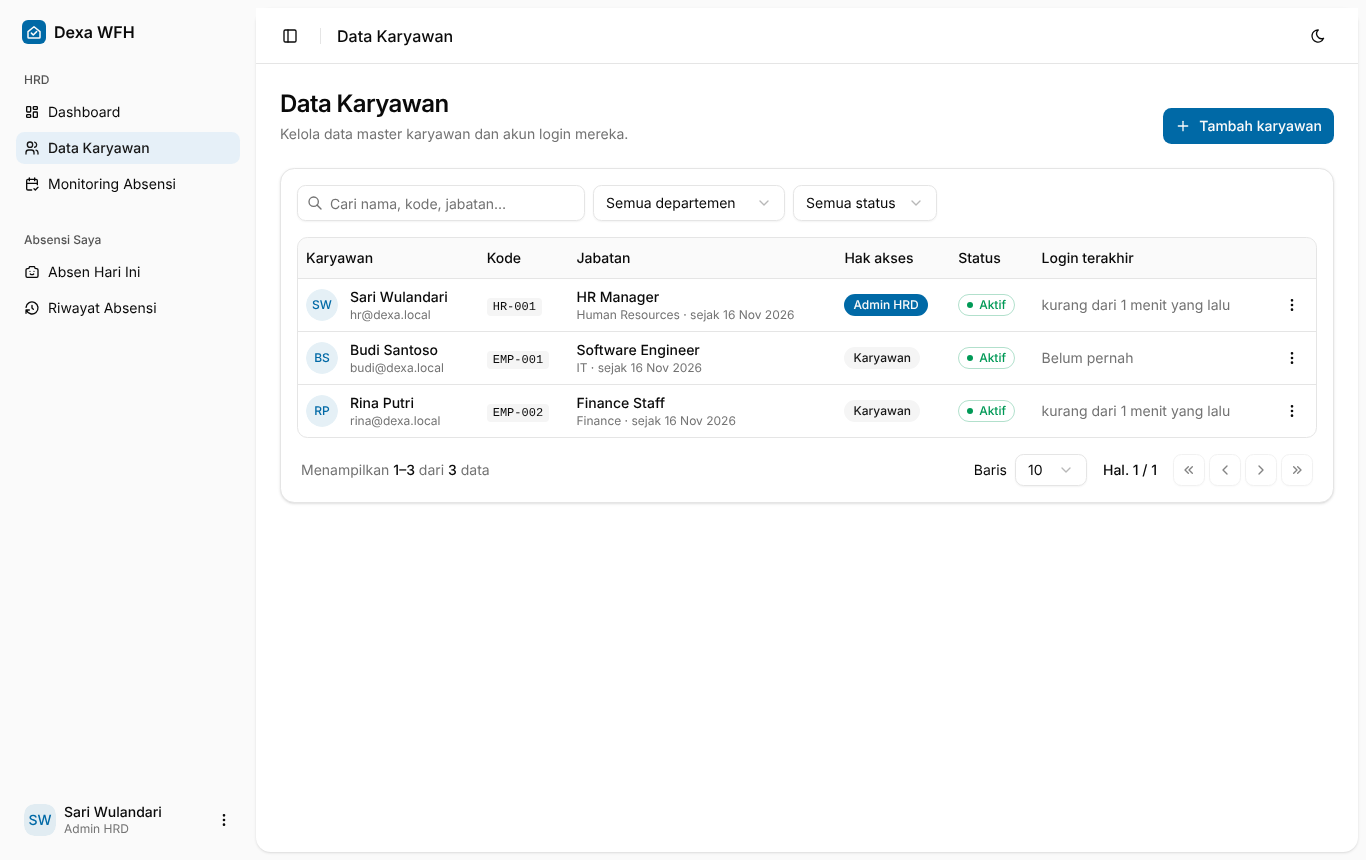 Dexa WFH
HRD
Dashboard
Data Karyawan
Monitoring Absensi
Absensi Saya
Absen Hari Ini
Riwayat Absensi
SW
Sari Wulandari
Admin HRD
Data Karyawan
Data Karyawan
Kelola data master karyawan dan akun login mereka.
+ Tambah karyawan
Cari nama, kode, jabatan...
Semua departemen
Semua status
Karyawan Kode Jabatan Hak akses Status Login terakhir
SW Sari Wulandari HR-001 HR Manager Admin HRD Aktif kurang dari 1 menit yang lalu
hr@dexa.local Human Resources · sejak 16 Nov 2026
BS Budi Santoso EMP-001 Software Engineer Karyawan Aktif Belum pernah
budi@dexa.local IT · sejak 16 Nov 2026
RP Rina Putri EMP-002 Finance Staff Karyawan Aktif kurang dari 1 menit yang lalu
rina@dexa.local Finance · sejak 16 Nov 2026
Menampilkan 1–3 dari 3 data
Baris 10 Hal. 1 / 1